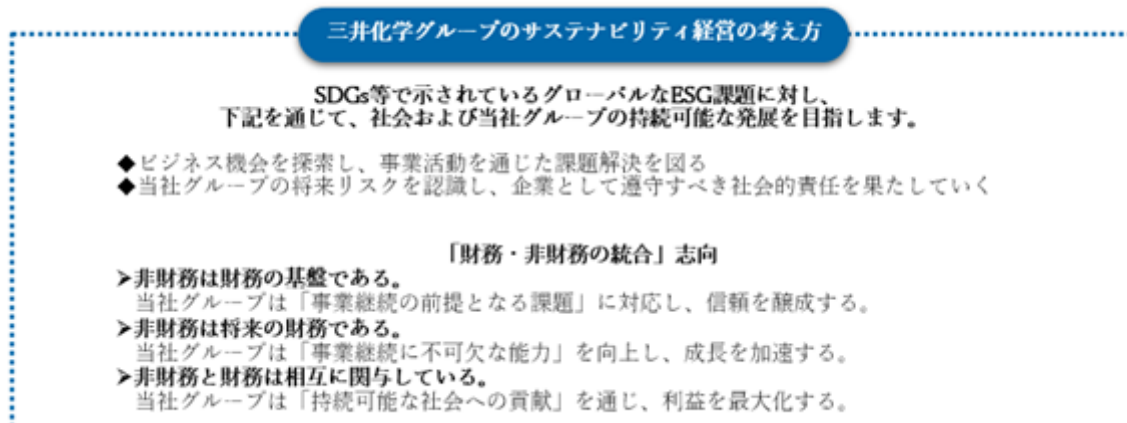 三井化学グループのサステナビリティ経営の考え方
SDGs等で示されているグローバルなESG課題に対し、
下記を通じて、社会および当社グループの持続可能な発展を目指します。
◆ビジネス機会を探索し、事業活動を通じた課題解決を図る
◆当社グループの将来リスクを認識し、企業として遵守すべき社会的責任を果たしていく
「財務・非財務の統合」志向
➤非財務は財務の基盤である。
当社グループは「事業継続の前提となる課題」に対応し、信頼を醸成する。
➤非財務は将来の財務である。
当社グループは「事業継続に不可欠な能力」を向上し、成長を加速する。
➤非財務と財務は相互に関与している。
当社グループは「持続可能な社会への貢献」を通じ、利益を最大化する。